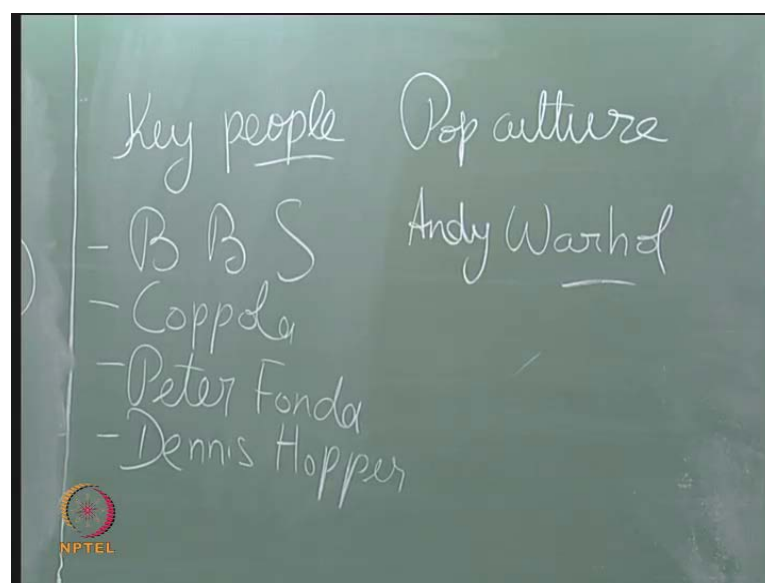 Key people
- B B S
- Coppola
- Peter Fonda
- Dennis Hopper
Pop culture
Andy Warhol
NPTEL